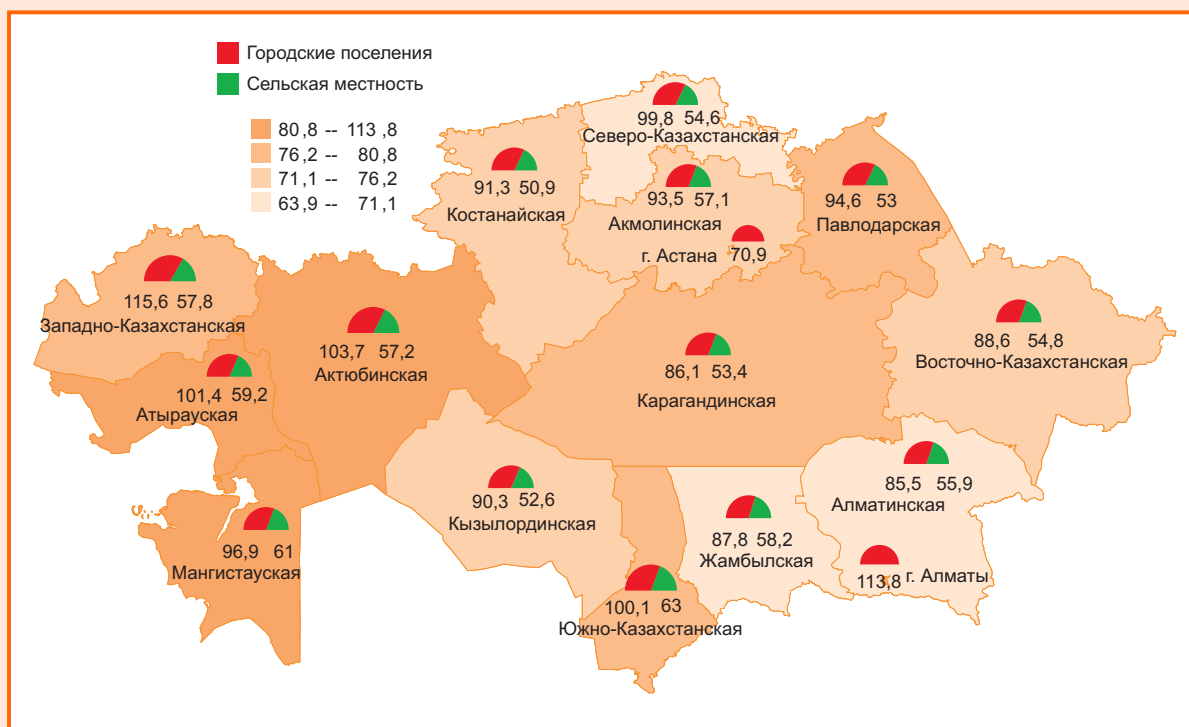 Городские поселения
Сельская местность
80,8 -- 113 ,8
76,2 -- 80,8
71,1 -- 76,2
63,9 -- 71,1
99,8 54,6
Северо-Казахстанская
91,3 50,9
Костанайская
93,5 57,1
Акмолинская
г. Астана
70,9
94,6 53
Павлодарская
115,6 57,8
Западно-Казахстанская
103,7 57,2
Актюбинская
101,4 59,2
Атырауская
86,1 53,4
Карагандинская
88,6 54,8
Восточно-Казахстанская
96,9 61
Мангистауская
90,3 52,6
Кызылординская
100,1 63
Южно-Казахстанская
87,8 58,2
Жамбылская
85,5 55,9
Алматинская
113,8 г. Алматы